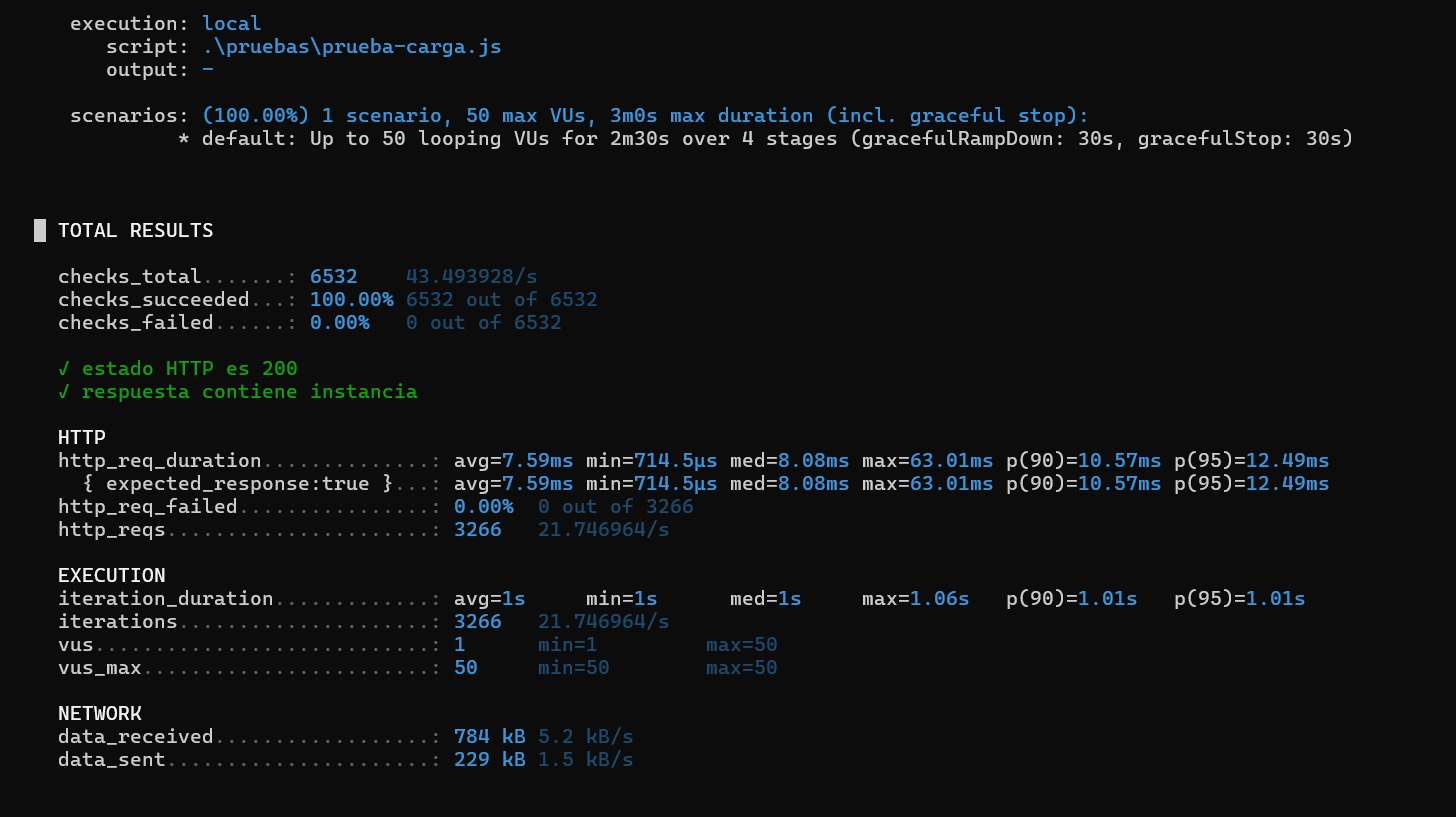 execution: local
script: .\pruebas\prueba-carga.js
output: -
scenarios: (100.00%) 1 scenario, 50 max VUs, 3m0s max duration (incl. graceful stop):
* default: Up to 50 looping VUs for 2m30s over 4 stages (gracefulRampDown: 30s, gracefulStop: 30s)
█ TOTAL RESULTS
checks_total.......: 6532 43.493928/s
checks_succeeded...: 100.00% 6532 out of 6532
checks_failed......: 0.00% 0 out of 6532
√ estado HTTP es 200
√ respuesta contiene instancia
HTTP
http_req_duration..............: avg=7.59ms min=714.5µs med=8.08ms max=63.01ms p(90)=10.57ms p(95)=12.49ms
{ expected_response:true }...: avg=7.59ms min=714.5µs med=8.08ms max=63.01ms p(90)=10.57ms p(95)=12.49ms
http_req_failed................: 0.00% 0 out of 3266
http_reqs......................: 3266 21.746964/s
EXECUTION
iteration_duration.............: avg=1s min=1s med=1s max=1.06s p(90)=1.01s p(95)=1.01s
iterations.....................: 3266 21.746964/s
vus............................: 1 min=1 max=50
vus_max........................: 50 min=50 max=50
NETWORK
data_received..................: 784 kB 5.2 kB/s
data_sent......................: 229 kB 1.5 kB/s